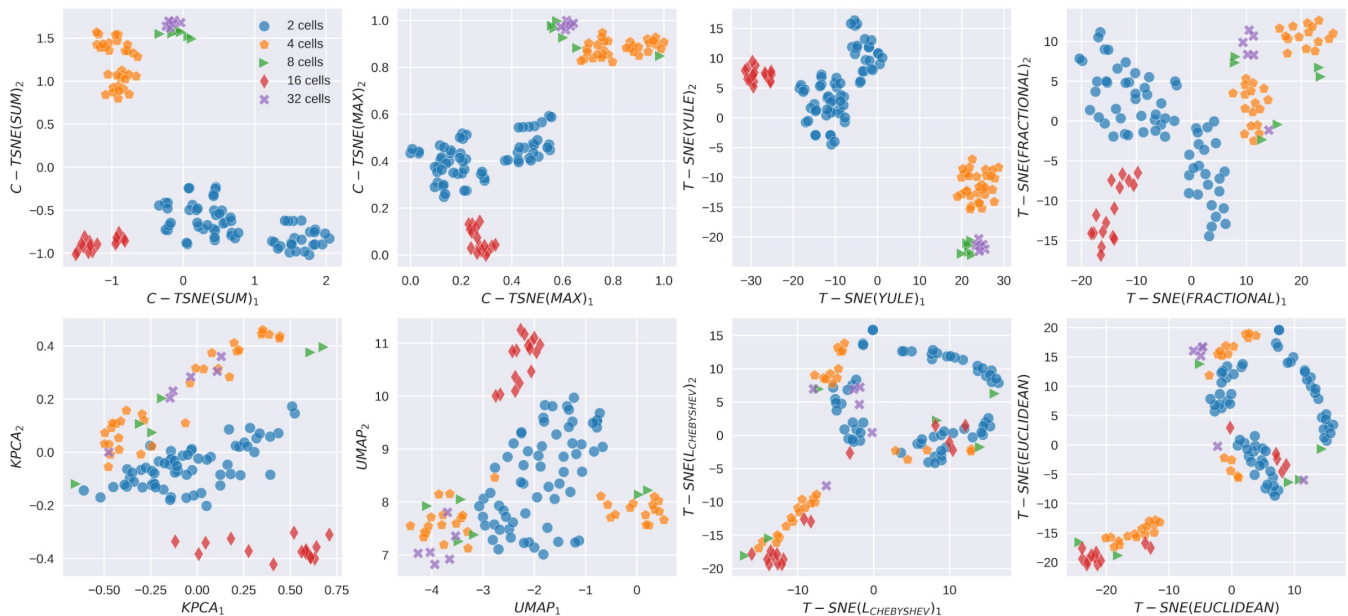 2 cells
4 cells
8 cells
16 cells
32 cells
C − TSNE(SUM)₂
1.5
1.0
0.5
0.0
−0.5
−1.0
−1 0 1 2
C − TSNE(SUM)₁
C − TSNE(MAX)₂
1.0
0.8
0.6
0.4
0.2
0.0
0.0 0.2 0.4 0.6 0.8 1.0
C − TSNE(MAX)₁
T − SNE(YULE)₂
15
10
5
0
−5
−10
−15
−20
−30 −20 −10 0 10 20 30
T − SNE(YULE)₁
T − SNE(FRACTIONAL)₂
10
5
0
−5
−10
−15
−20 −10 0 10 20
T − SNE(FRACTIONAL)₁
KPCA₂
0.4
0.2
0.0
−0.2
−0.4
−0.50 −0.25 0.00 0.25 0.50 0.75
KPCA₁
UMAP₂
11
10
9
8
7
−4 −3 −2 −1 0
UMAP₁
T − SNE(L_CHEBYSHEV)₂
15
10
5
0
−5
−10
−15
−20
−10 0 10
T − SNE(L_CHEBYSHEV)₁
T − SNE(EUCLIDEAN)
20
15
10
5
0
−5
−10
−15
−20
−20 −10 0 10
T − SNE(EUCLIDEAN)